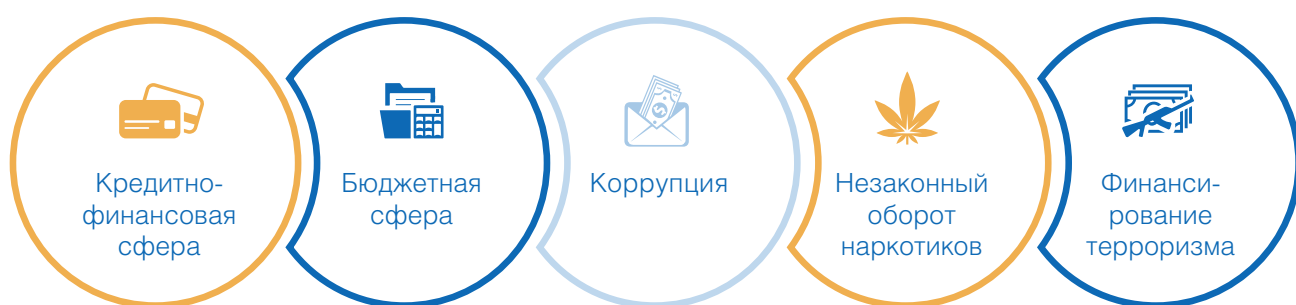 Кредитно-
финансовая
сфера
Бюджетная
сфера
Коррупция
Незаконный
оборот
наркотиков
Финанси-
рование
терроризма